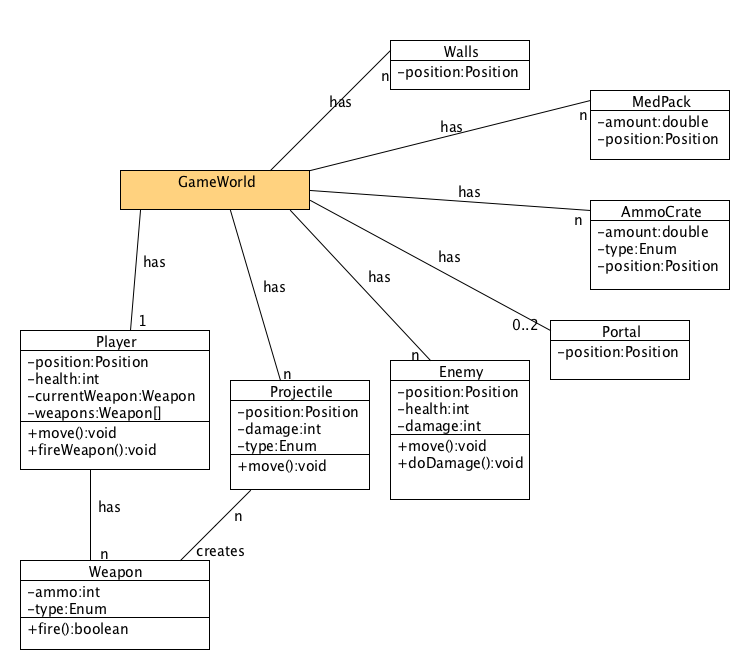 Walls
-position:Position
n
has
MedPack
-amount:double
-position:Position
n
has
GameWorld
has
AmmoCrate
-amount:double
-type:Enum
-position:Position
n
has
has
has
has
1
0..2
Portal
-position:Position
Player
-position:Position
-health:int
-currentWeapon:Weapon
-weapons:Weapon[]
+move():void
+fireWeapon():void
n
Projectile
-position:Position
-damage:int
-type:Enum
+move():void
n
Enemy
-position:Position
-health:int
-damage:int
+move():void
+doDamage():void
has
n
n
creates
Weapon
-ammo:int
-type:Enum
+fire():boolean